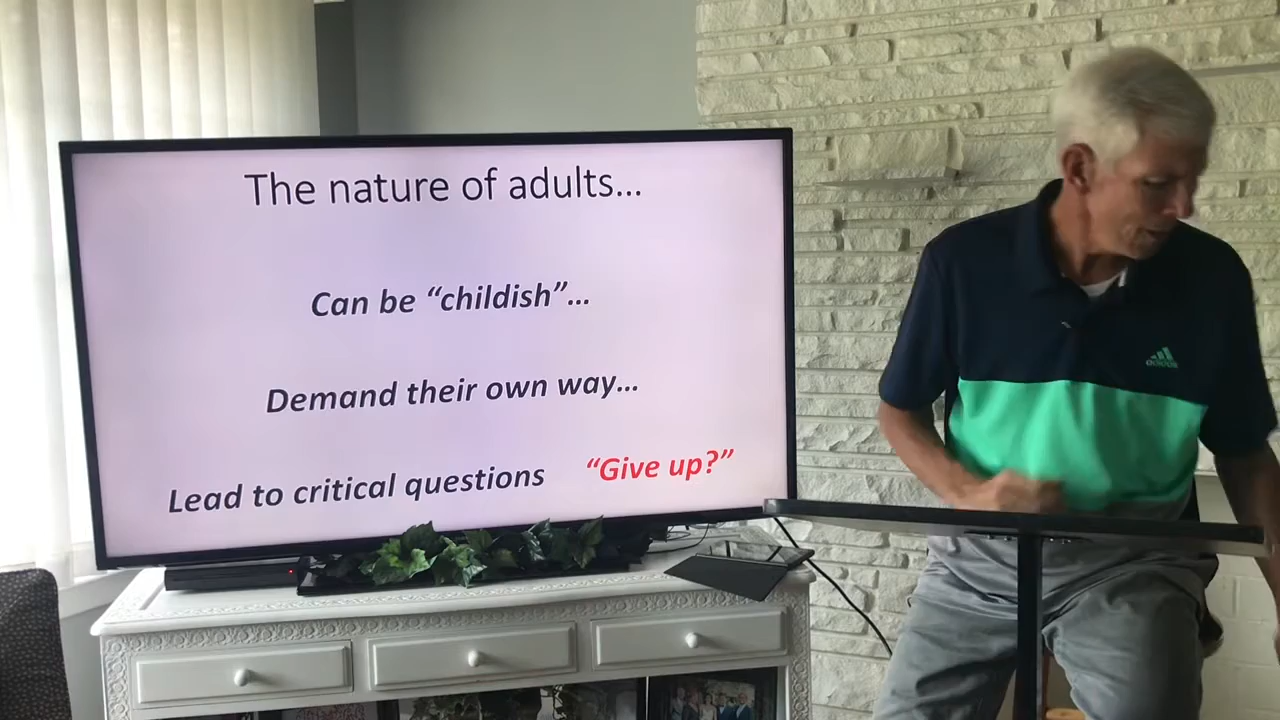 The nature of adults...
Can be “childish”...
Demand their own way...
Lead to critical questions “Give up?”
adidas